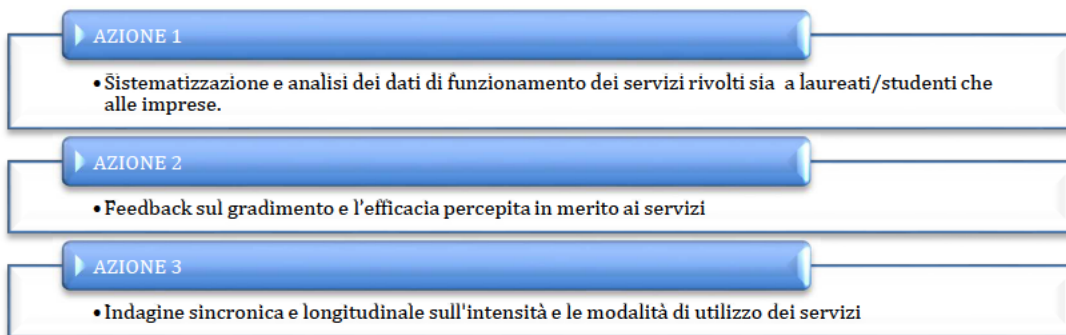 AZIONE 1
•Sistematizzazione e analisi dei dati di funzionamento dei servizi rivolti sia a laureati/studenti che
alle imprese.
AZIONE 2
•Feedback sul gradimento e l'efficacia percepita in merito ai servizi
AZIONE 3
•Indagine sincronica e longitudinale sull'intensità e le modalità di utilizzo dei servizi